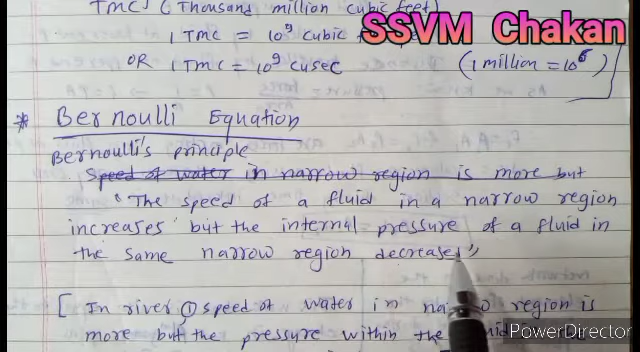 TMC) (Thousand million cubic feet)
SSVM Chakan
1 TMC = 10⁹ cubic
OR 1 TMC = 10⁹ cusec (1 million = 10⁶)
* Bernoulli Equation
Bernoulli's principle
Speed of water in narrow region is more but
"The speed of a fluid in a narrow region
increases but the internal pressure of a fluid in
the same narrow region decreases"
[ In river ① speed of water in region is
more but the pressure within the
PowerDirector